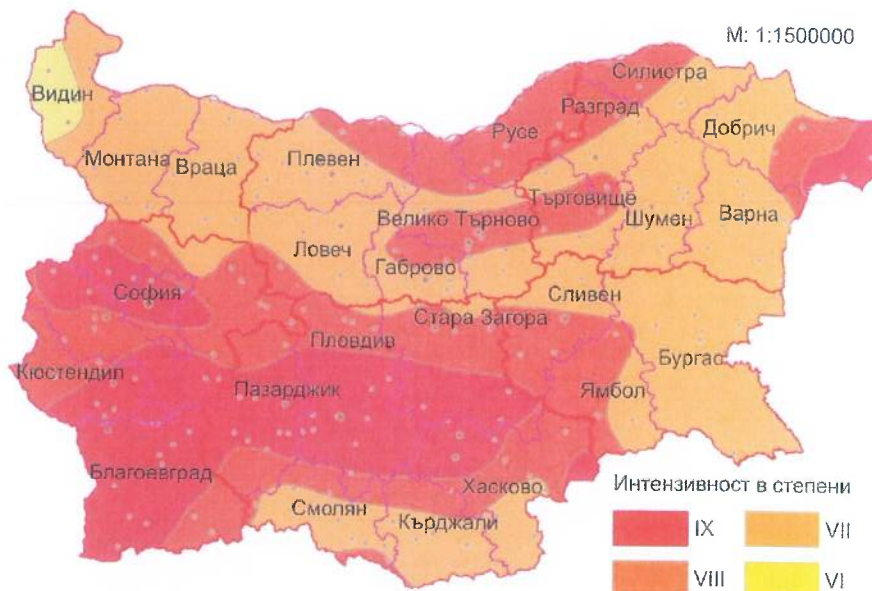 М: 1:1500000
Силистра
Видин
Разград
Русе
Добрич
Монтана
Враца
Плевен
Търговище
Велико Търново
Шумен
Варна
Ловеч
Габрово
София
Сливен
Стара Загора
Пловдив
Бургас
Кюстендил
Пазарджик
Ямбол
Благоевград
Хасково
Смолян
Кърджали
Интензивност в степени
IX
VII
VIII
VI